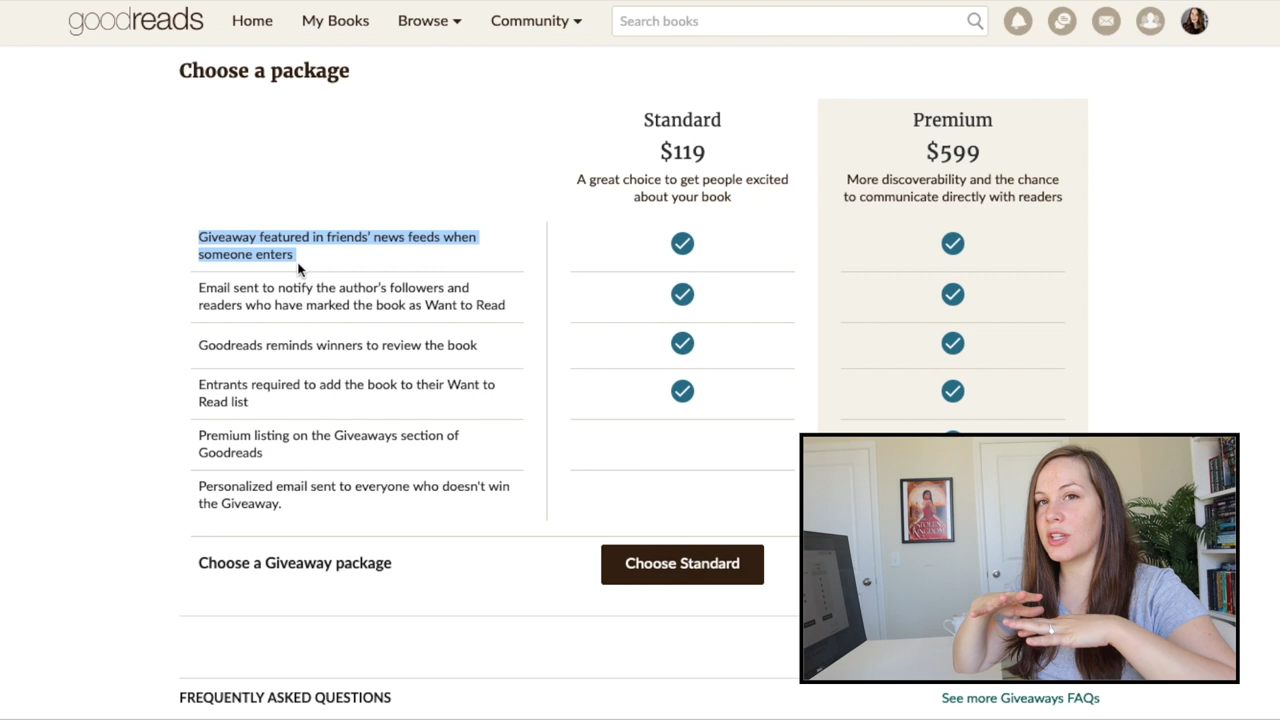 goodreads Home My Books Browse Community Search books
Choose a package
Standard Premium
$119 $599
A great choice to get people excited
about your book
More discoverability and the chance
to communicate directly with readers
Giveaway featured in friends' news feeds when
someone enters
Email sent to notify the author's followers and
readers who have marked the book as Want to Read
Goodreads reminds winners to review the book
Entrants required to add the book to their Want to
Read list
Premium listing on the Giveaways section of
Goodreads
Personalized email sent to everyone who doesn't win
the Giveaway.
STOLEN
KINGDOM
Choose a Giveaway package Choose Standard
FREQUENTLY ASKED QUESTIONS See more Giveaways FAQs